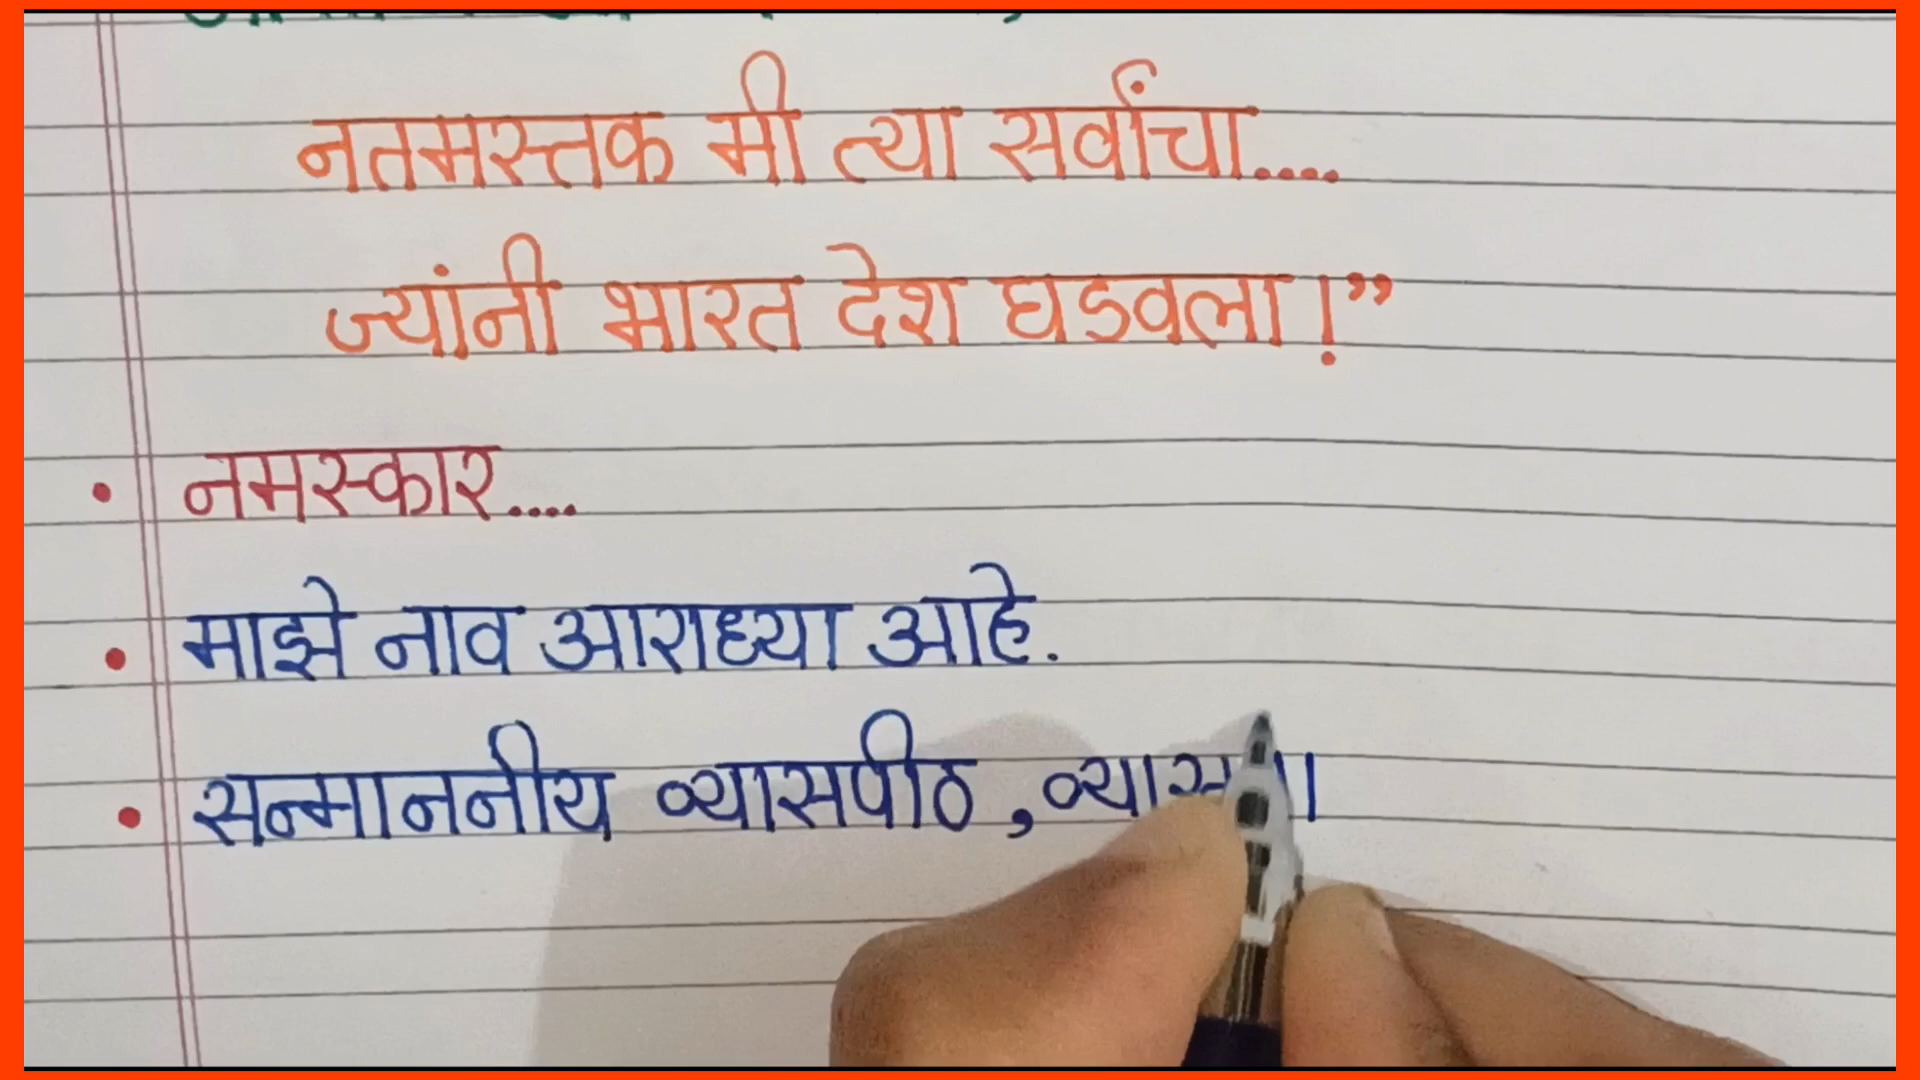 नतमस्तक मी त्या सर्वांचा....
ज्यांनी भारत देश घडवला!”
• नमस्कार....
• माझे नाव आराध्या आहे.
• सन्माननीय व्यासपीठ ,